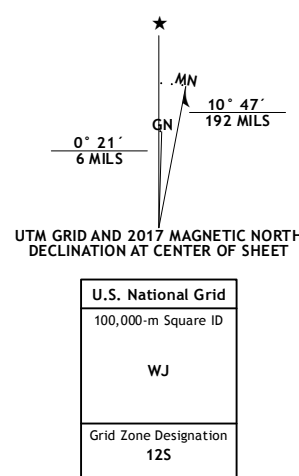 ★
MN
GN
10° 47´
192 MILS
0° 21´
6 MILS
UTM GRID AND 2017 MAGNETIC NORTH
DECLINATION AT CENTER OF SHEET
U.S. National Grid
100,000-m Square ID
WJ
Grid Zone Designation
12S